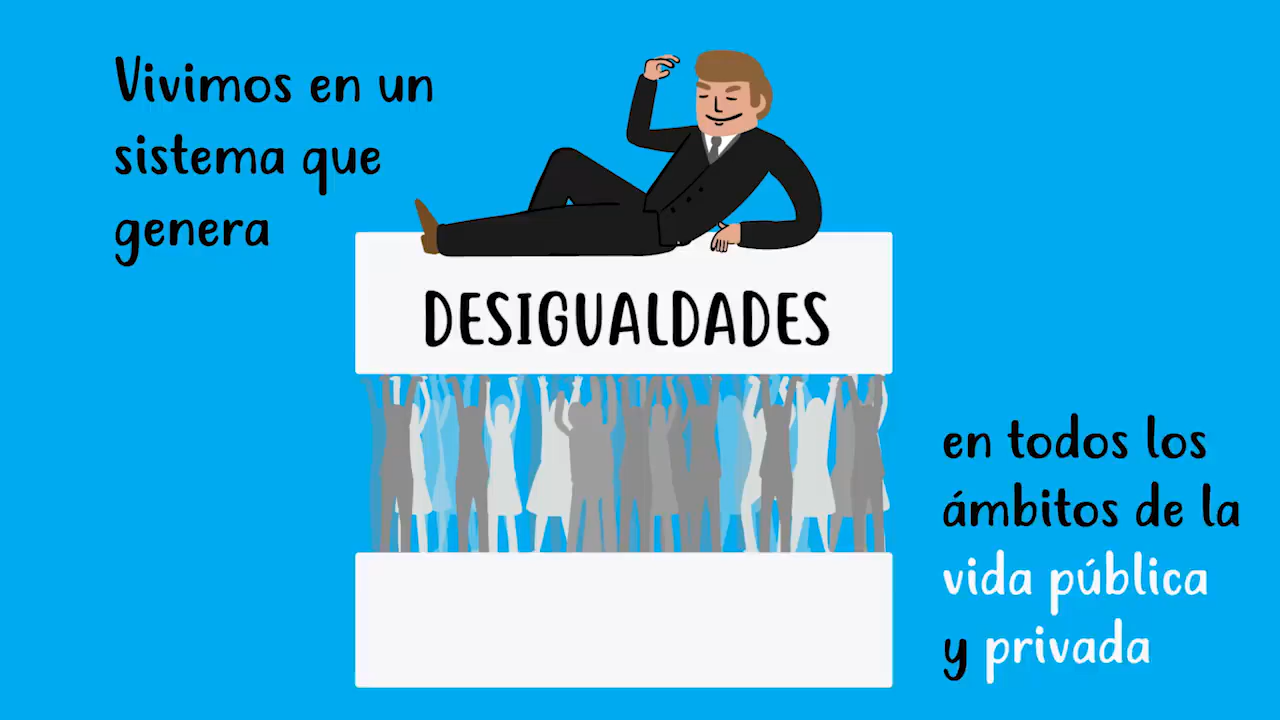 Vivimos en un
sistema que
genera
DESIGUALDADES
en todos los
ámbitos de la
vida pública
y privada